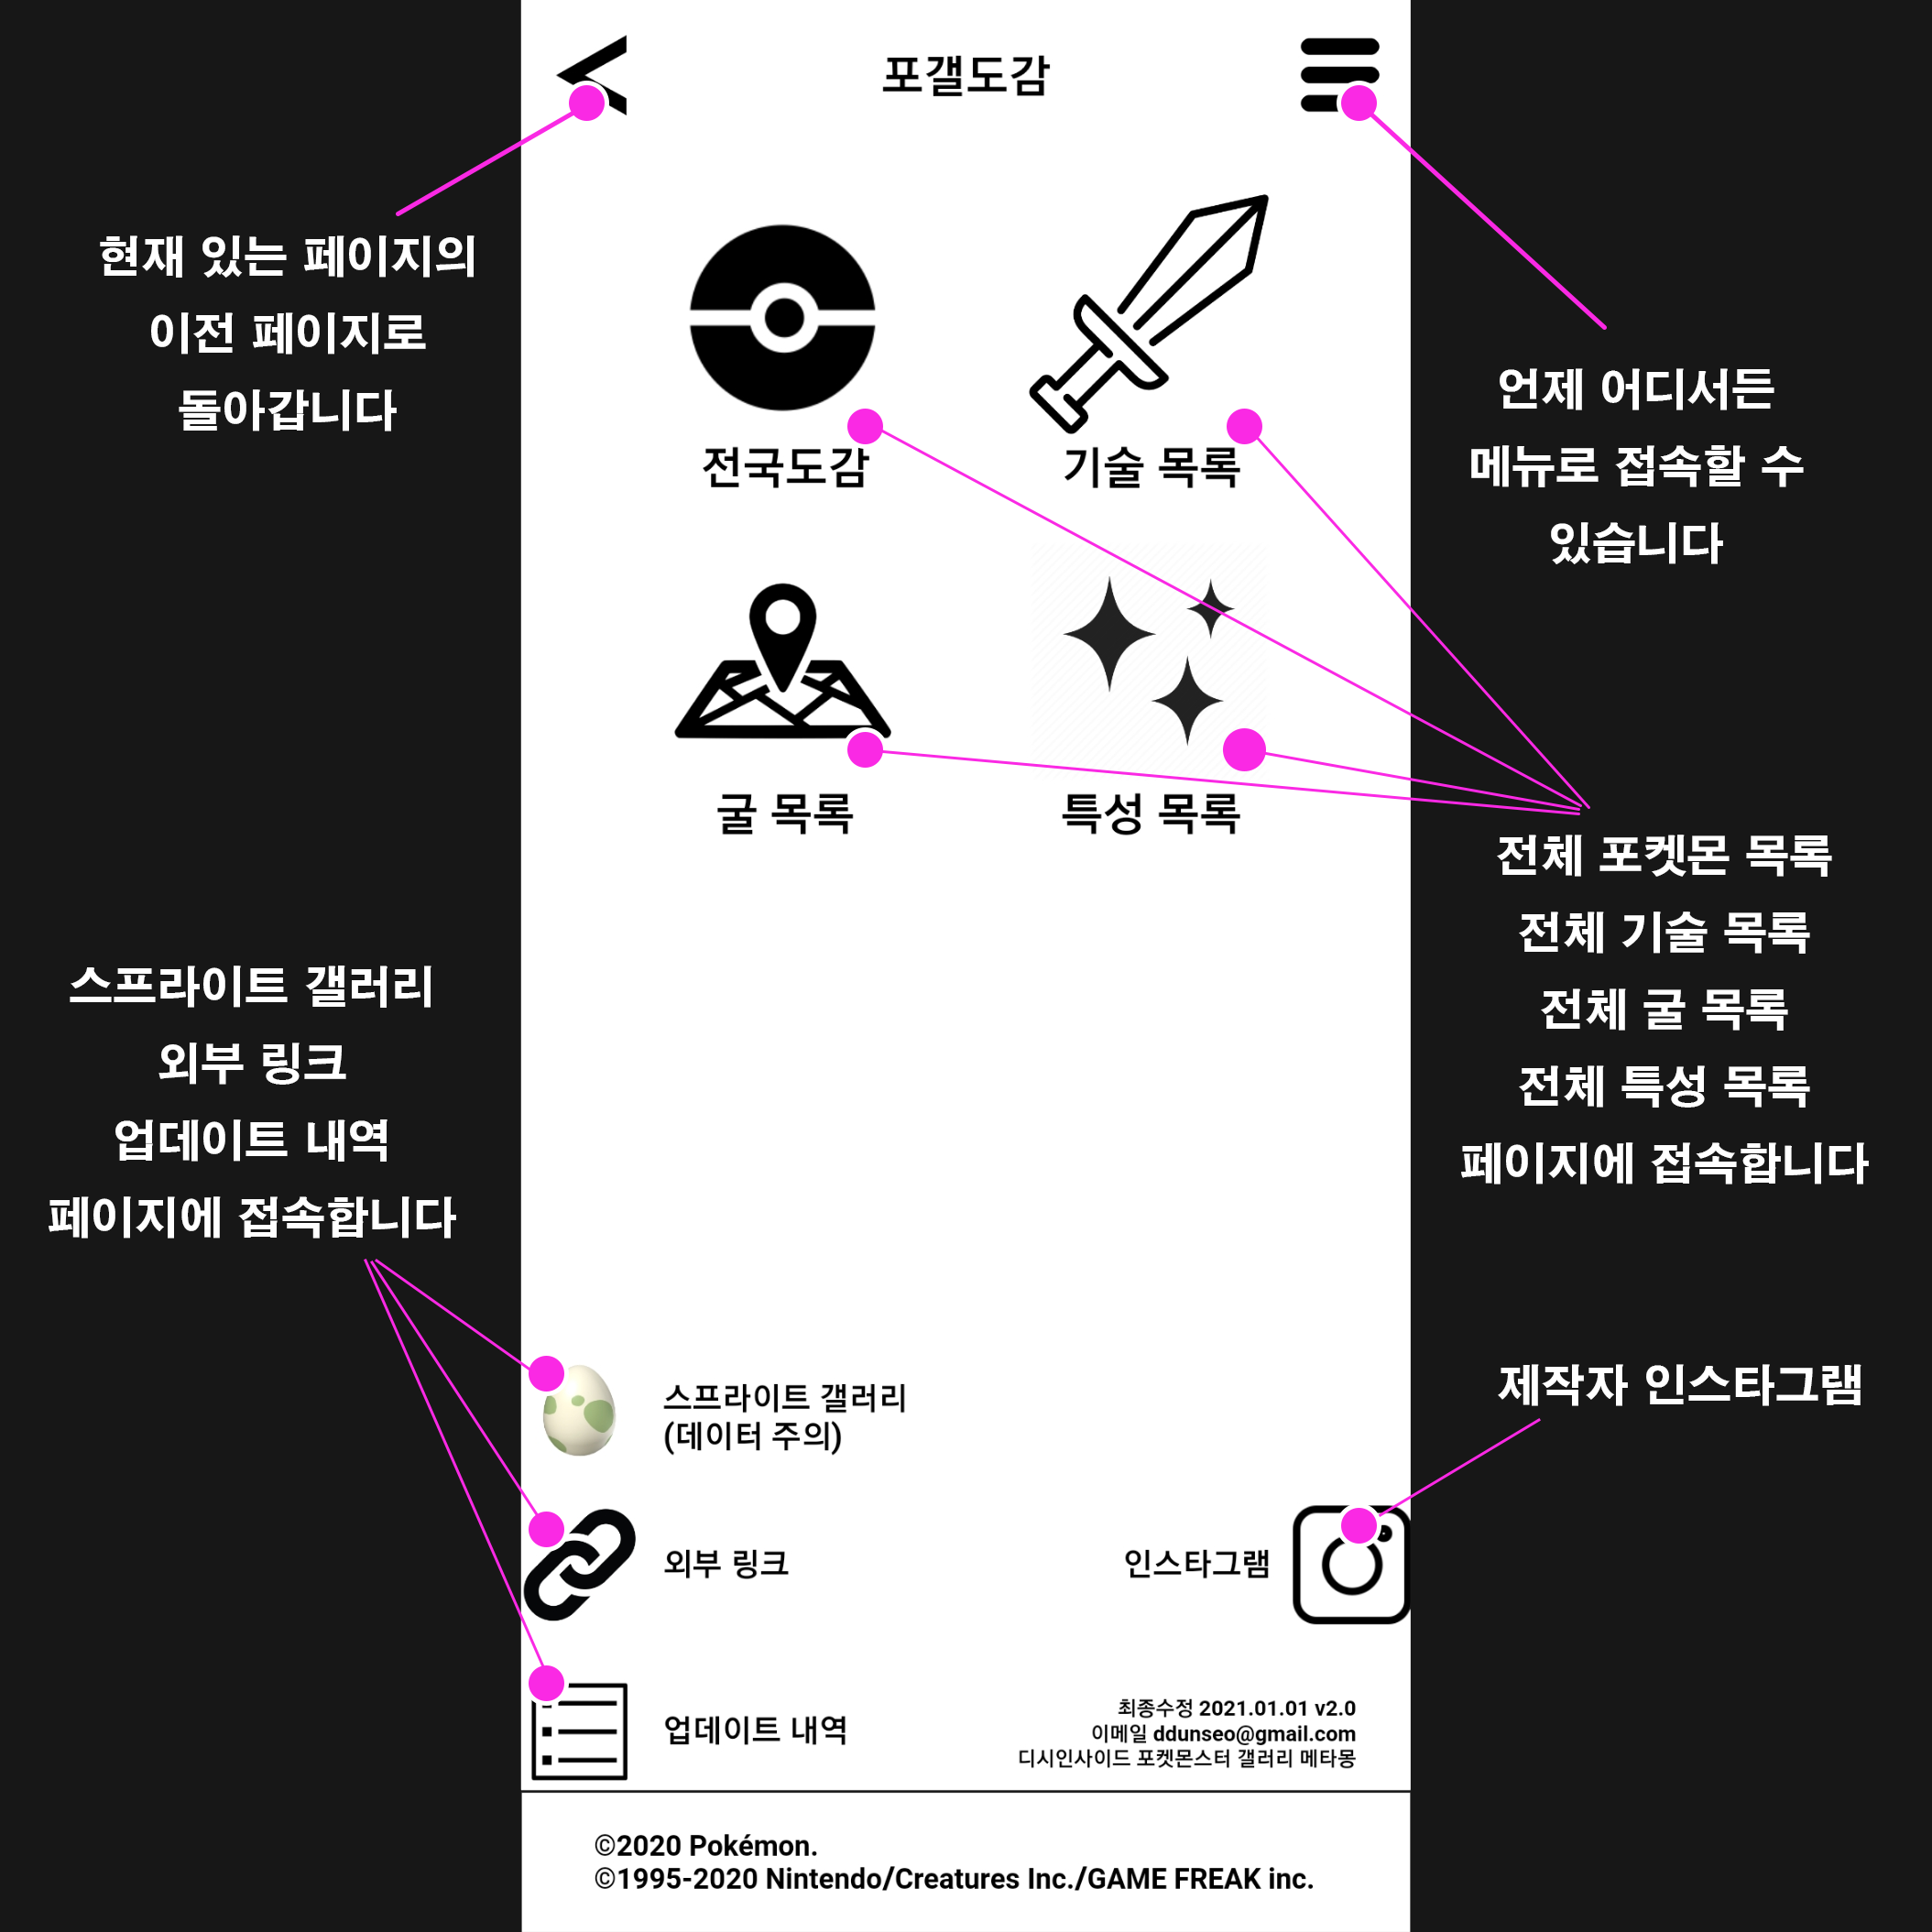 포갤도감
현재 있는 페이지의
이전 페이지로
돌아갑니다
언제 어디서든
메뉴로 접속할 수
있습니다
전국도감
기술 목록
굴 목록
특성 목록
전체 포켓몬 목록
전체 기술 목록
전체 굴 목록
전체 특성 목록
페이지에 접속합니다
스프라이트 갤러리
외부 링크
업데이트 내역
페이지에 접속합니다
제작자 인스타그램
스프라이트 갤러리
(데이터 주의)
외부 링크
인스타그램
업데이트 내역
최종수정 2021.01.01 v2.0
이메일 ddunseo@gmail.com
디시인사이드 포켓몬스터 갤러리 메타몽
©2020 Pokémon.
©1995-2020 Nintendo/Creatures Inc./GAME FREAK inc.